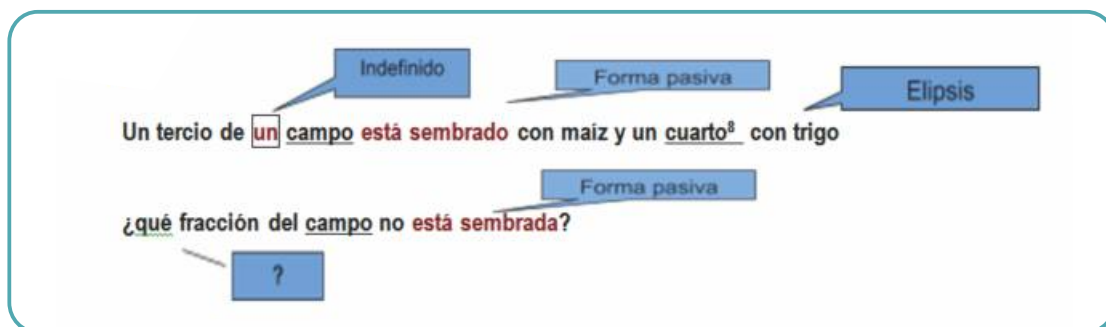 Indefinido
Forma pasiva
Elipsis
Un tercio de un campo está sembrado con maíz y un cuarto⁸ con trigo
Forma pasiva
¿qué fracción del campo no está sembrada?
?